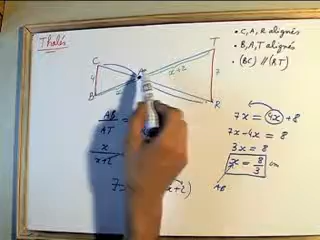 Thalès
• C, A, R alignés
• B, A, T alignés
• (BC) // (RT)
C
T
A
4
x+2
7
B
R
AB
AT
=
x
x+2
7x = 4x + 8
7x - 4x = 8
3x = 8
x = 8/3 cm
AB